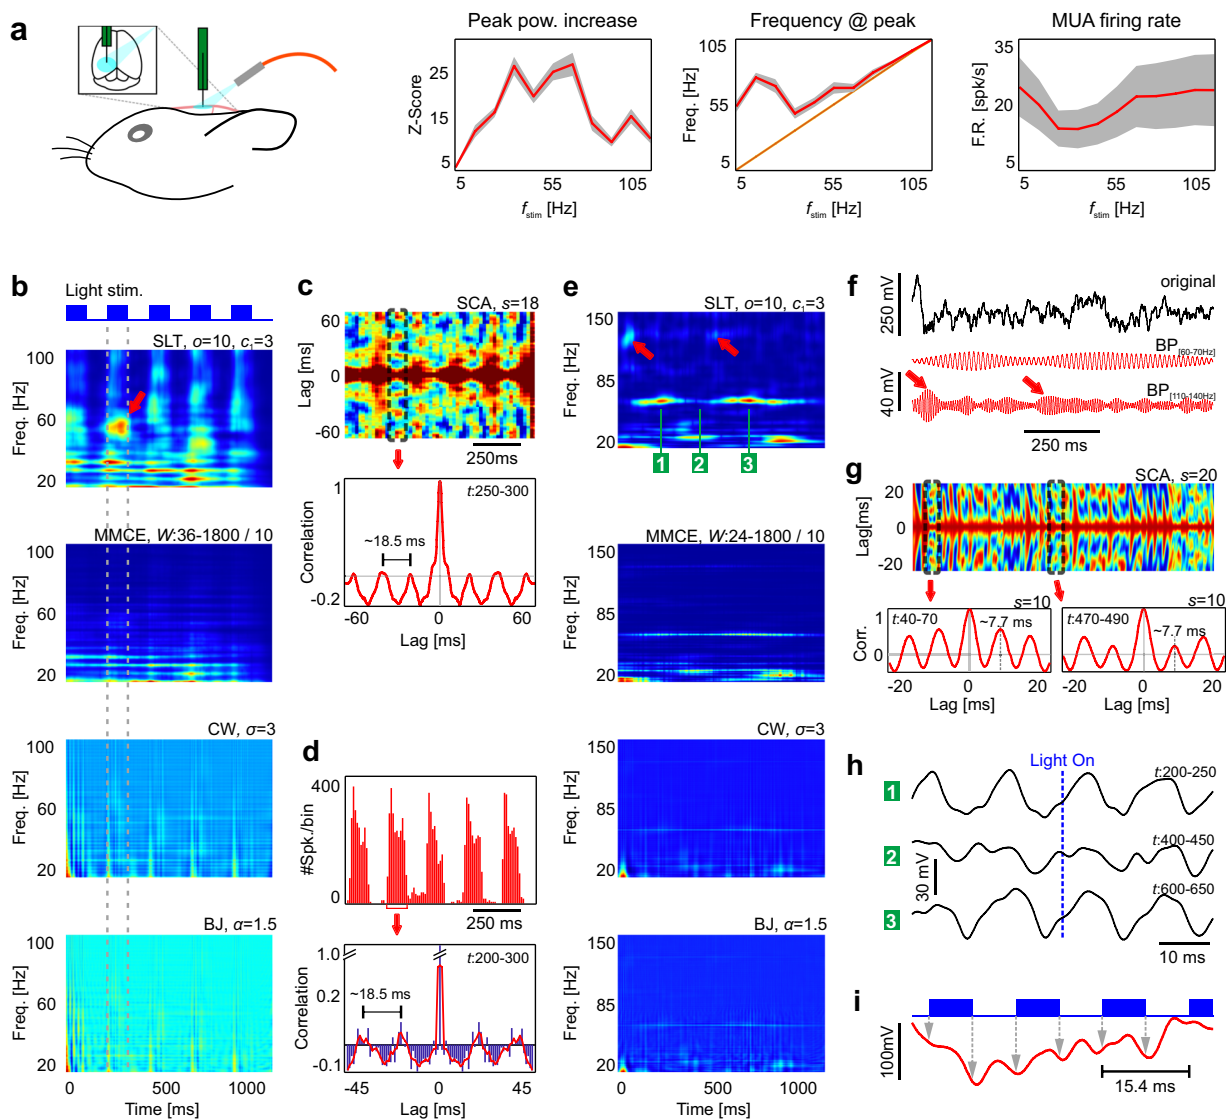 a
Peak pow. increase
Z-Score
25
15
5
5
55
105
f_stim [Hz]
Frequency @ peak
Freq. [Hz]
105
55
5
5
55
105
f_stim [Hz]
MUA firing rate
F.R. [spk/s]
35
20
5
5
55
105
f_stim [Hz]
b
Light stim.
SLT, o=10, c₁=3
Freq. [Hz]
100
60
20
MMCE, W:36-1800 / 10
Freq. [Hz]
100
60
20
CW, σ=3
Freq. [Hz]
100
60
20
BJ, α=1.5
Freq. [Hz]
100
60
20
0
500
1000
Time [ms]
c
SCA, s=18
Lag [ms]
60
0
-60
250ms
t:250-300
Correlation
1
-0.2
~18.5 ms
-60
0
60
Lag [ms]
d
#Spk./bin
400
0
250 ms
t:200-300
Correlation
1.0
0.2
-0.1
~18.5 ms
-45
0
45
Lag [ms]
e
SLT, o=10, c₁=3
Freq. [Hz]
150
85
20
1
2
3
MMCE, W:24-1800 / 10
Freq. [Hz]
150
85
20
CW, σ=3
Freq. [Hz]
150
85
20
BJ, α=1.5
Freq. [Hz]
150
85
20
0
500
1000
Time [ms]
f
250 mV
original
BP[60-70Hz]
40 mV
BP[110-140Hz]
250 ms
g
SCA, s=20
Lag[ms]
20
0
-20
s=10
s=10
Corr.
1
0
t:40-70
~7.7 ms
t:470-490
~7.7 ms
-20
0
20
-20
0
20
Lag [ms]
Lag [ms]
h
Light On
1
t:200-250
2
t:400-450
30 mV
3
t:600-650
10 ms
i
100mV
15.4 ms